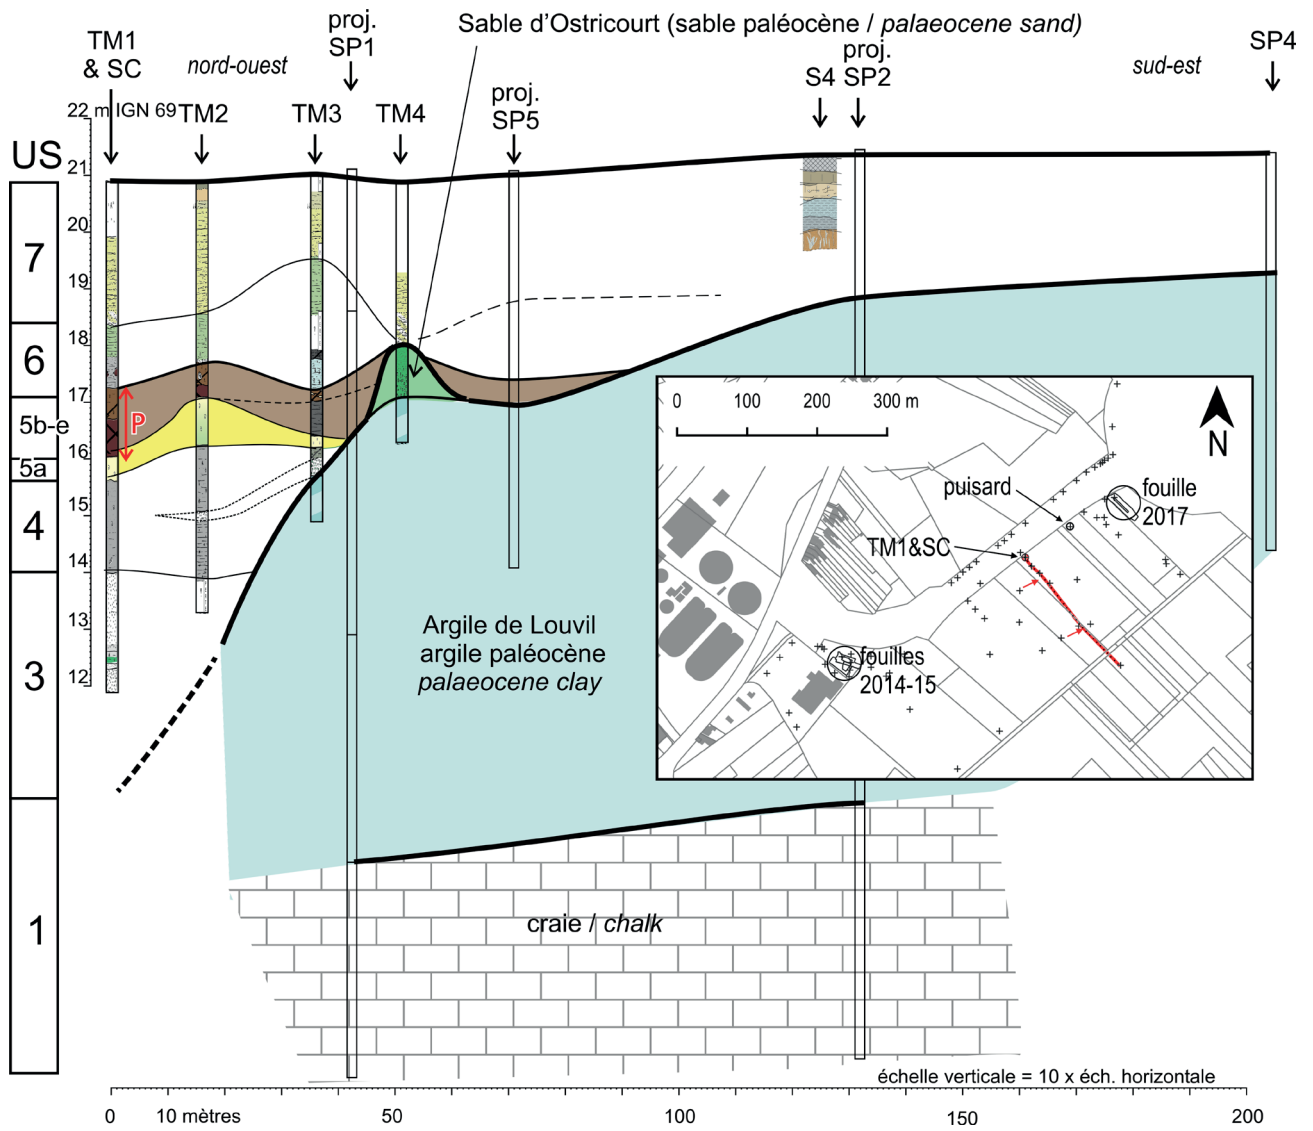 Sable d’Ostricourt (sable paléocène / palaeocene sand)
TM1
& SC
nord-ouest
proj.
SP1
proj.
SP2
S4
sud-est
SP4
22 m IGN 69
TM2
TM3
TM4
proj.
SP5
US
21
20
19
18
17
16
15
14
13
12
7
6
5b-e
5a
4
3
1
P
Argile de Louvil
argile paléocène
palaeocene clay
craie / chalk
0 100 200 300 m
N
puisard
fouille
2017
TM1&SC
fouilles
2014-15
échelle verticale = 10 x éch. horizontale
0 10 mètres 50 100 150 200